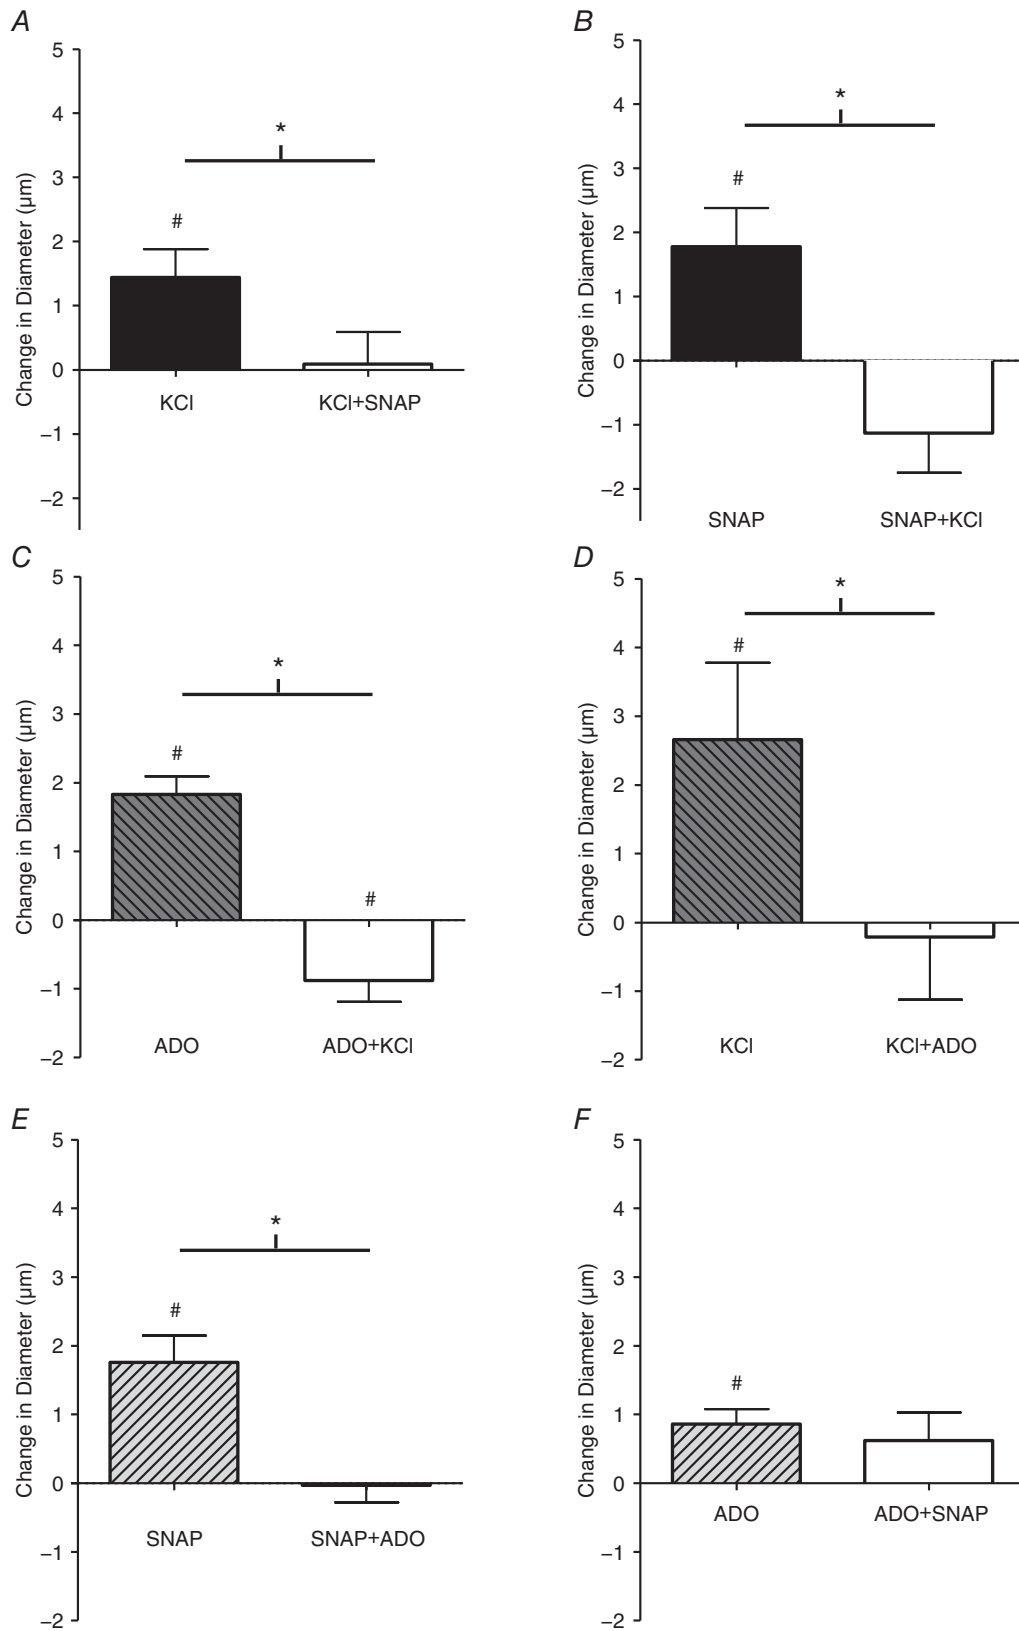 A
Change in Diameter (μm)
5
4
3
2
1
0
−1
−2
*
#
KCl
KCl+SNAP
B
Change in Diameter (μm)
5
4
3
2
1
0
−1
−2
*
#
SNAP
SNAP+KCl
C
Change in Diameter (μm)
5
4
3
2
1
0
−1
−2
*
#
#
ADO
ADO+KCl
D
Change in Diameter (μm)
5
4
3
2
1
0
−1
−2
*
#
KCl
KCl+ADO
E
Change in Diameter (μm)
5
4
3
2
1
0
−1
−2
*
#
SNAP
SNAP+ADO
F
Change in Diameter (μm)
5
4
3
2
1
0
−1
−2
#
ADO
ADO+SNAP